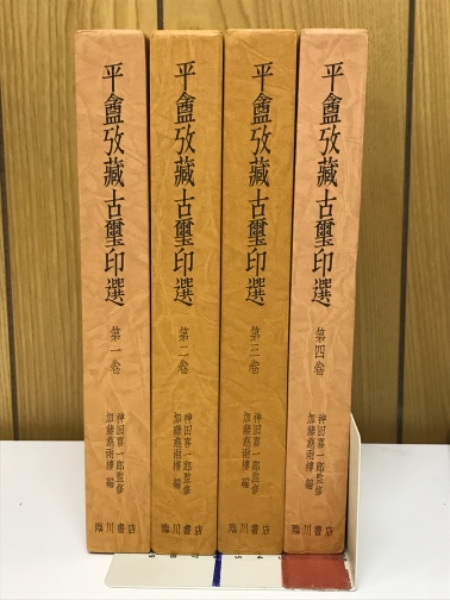 平盦攷藏古璽印選
第一卷
神田喜一郎監修
加藤慈雨樓 編
臨川書店
平盦攷藏古璽印選
第二卷
神田喜一郎監修
加藤慈雨樓 編
臨川書店
平盦攷藏古璽印選
第三卷
神田喜一郎監修
加藤慈雨樓 編
臨川書店
平盦攷藏古璽印選
第四卷
神田喜一郎監修
加藤慈雨樓 編
臨川書店